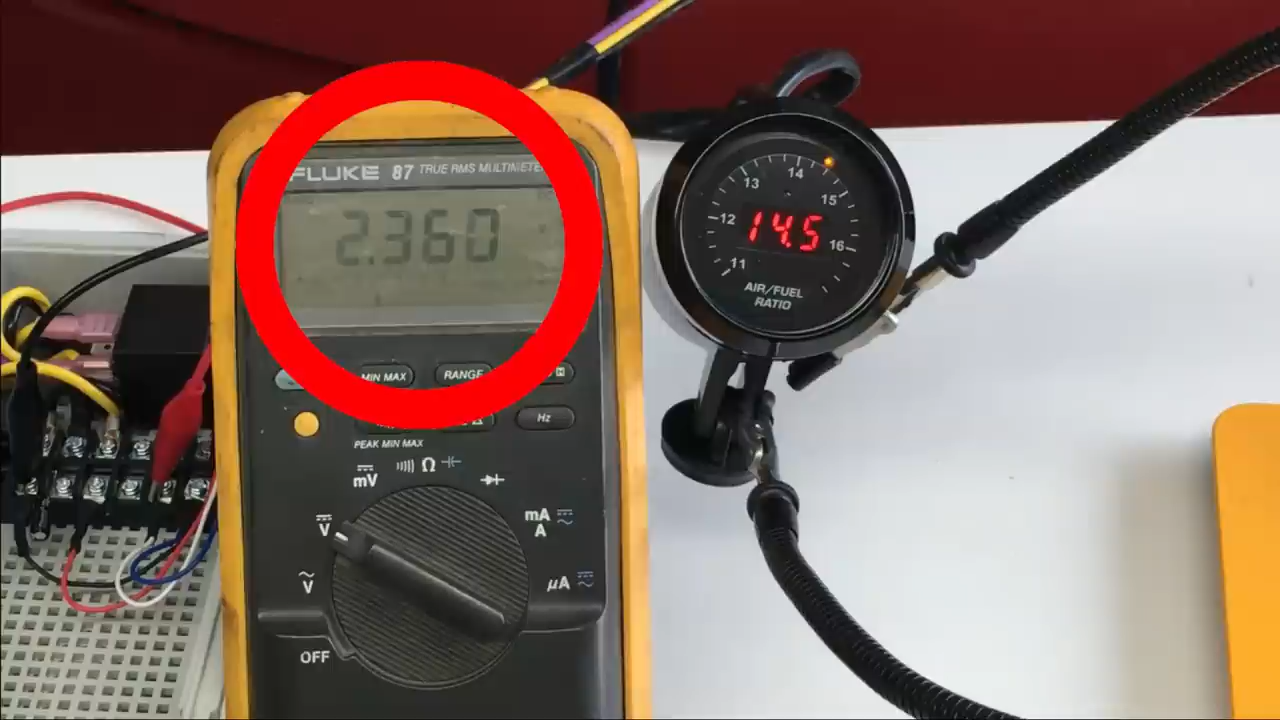 FLUKE 87 TRUE RMS MULTIMETE
2.360
MIN MAX
RANGE
H
Hz
PEAK MIN MAX
mV
Ω
V
mA
A
V
µA
OFF
14
13
15
12
14.5
16
11
AIR/FUEL
RATIO